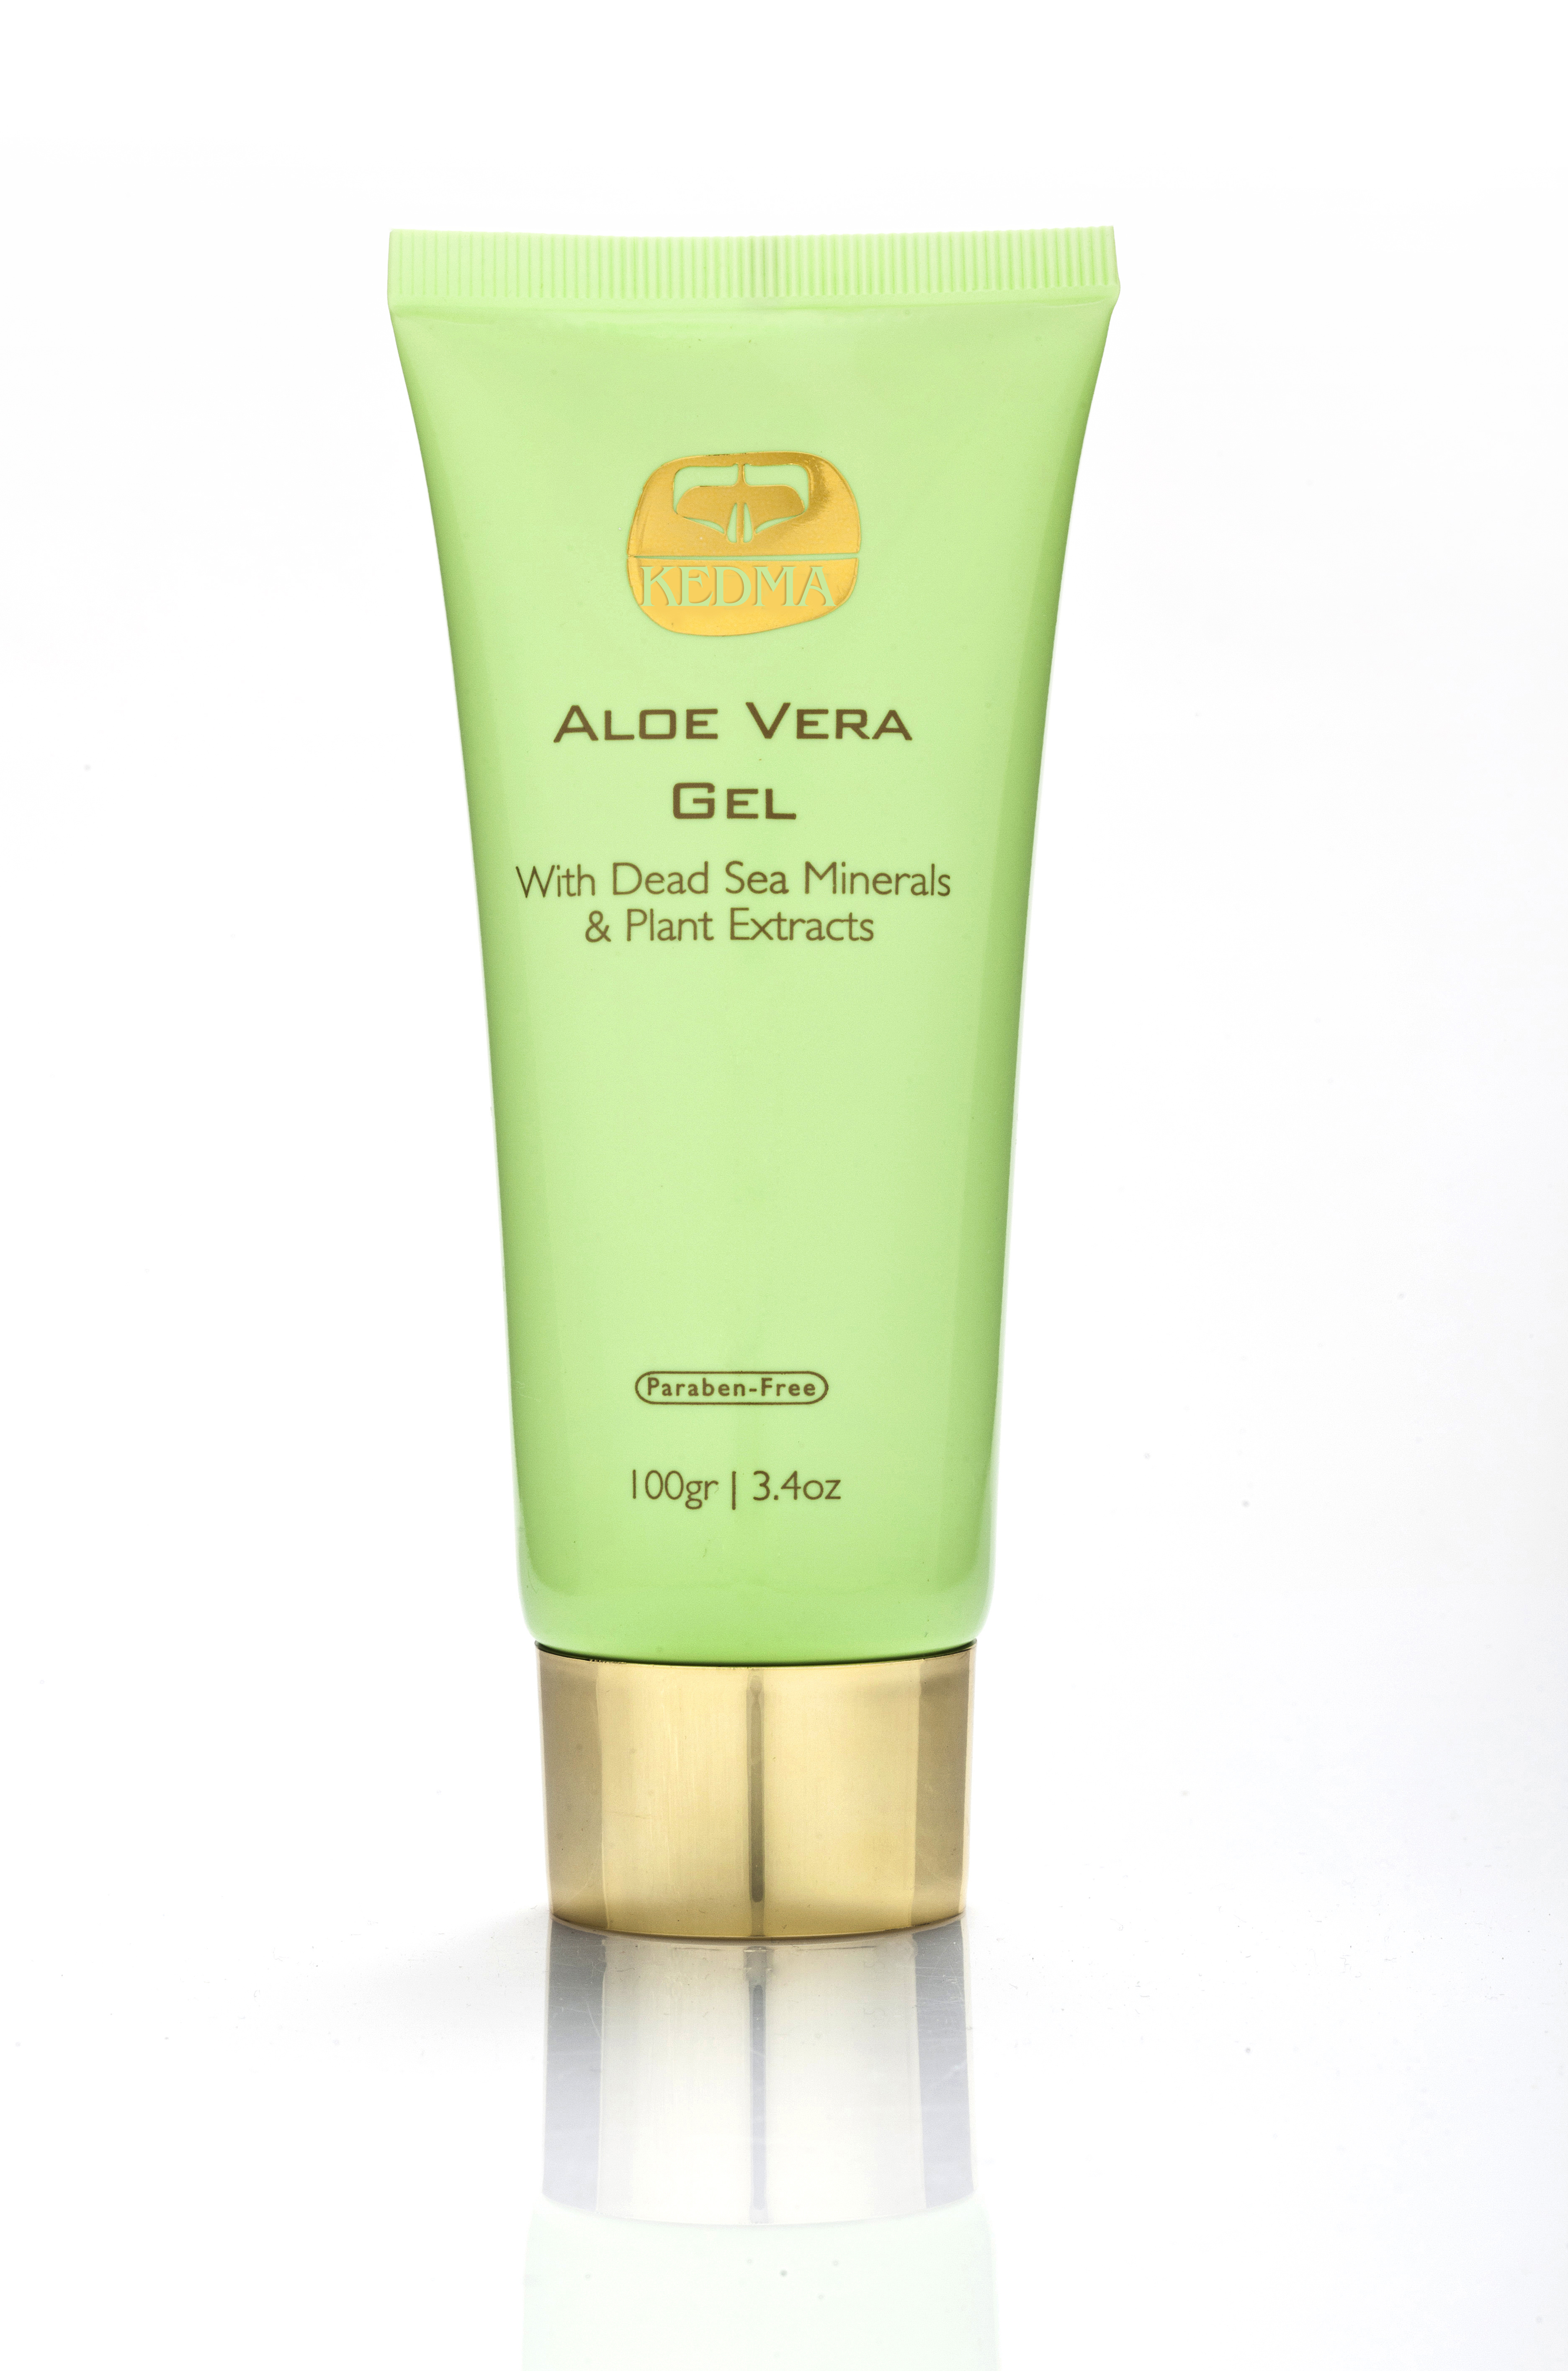 KEDMA
ALOE VERA
GEL
With Dead Sea Minerals
& Plant Extracts
Paraben-Free
100gr | 3.4oz